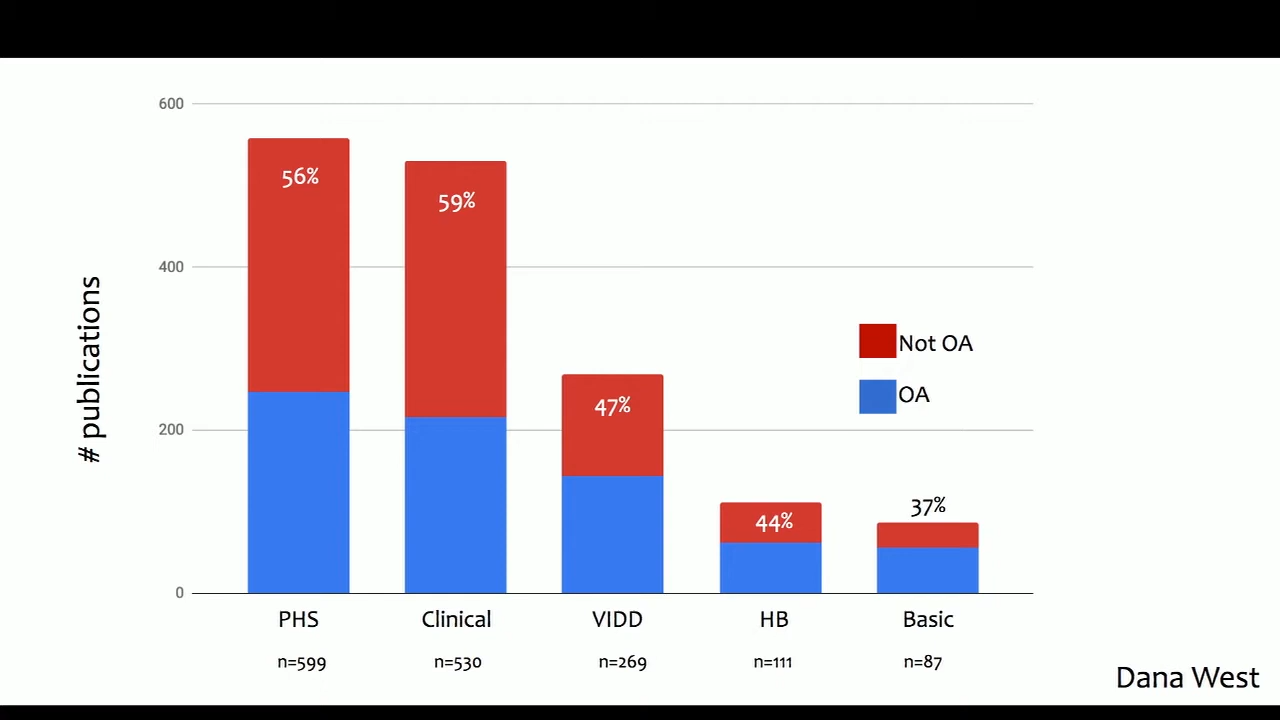 600
400
200
0
# publications
56%
59%
47%
44%
37%
Not OA
OA
PHS
Clinical
VIDD
HB
Basic
n=599
n=530
n=269
n=111
n=87
Dana West